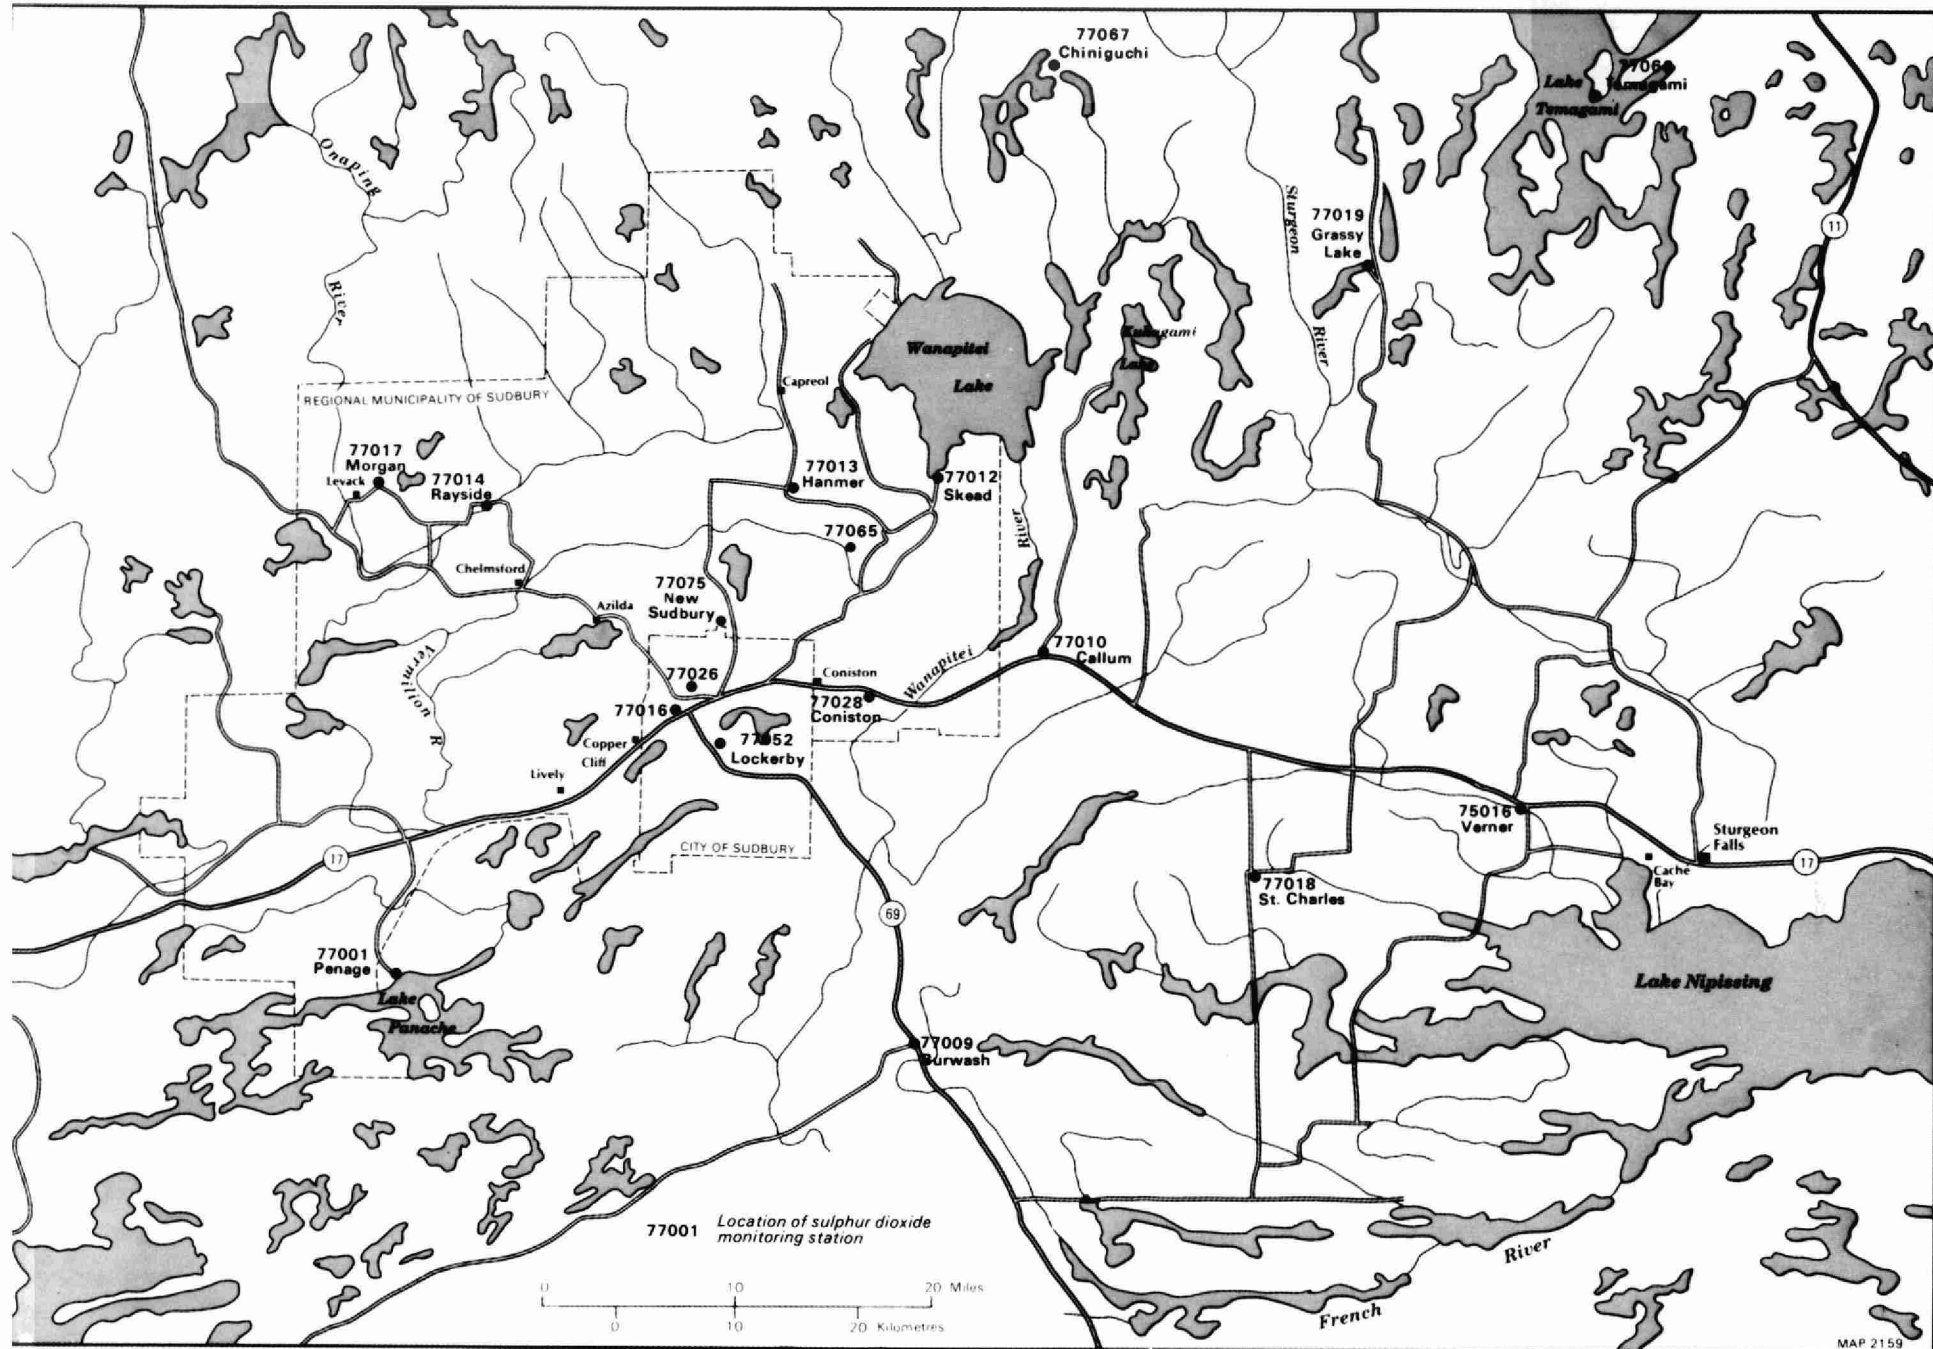 77067
Chiniguchi
Lake
Temagami
Temagami
Onaping
River
Sturgeon
River
77019
Grassy
Lake
11
Wanapitei
Lake
Kukagami
Lake
Capreol
REGIONAL MUNICIPALITY OF SUDBURY
77017
Morgan
Levack
77014
Rayside
77013
Hanmer
77012
Skead
River
77065
Chelmsford
77075
New
Sudbury
Azilda
Vermilion R
77010
Callum
Wanapitei
Coniston
77026
77028
Coniston
77016
Copper
Cliff
Lockerby
Lively
75016
Verner
CITY OF SUDBURY
17
Sturgeon
Falls
17
Cache
Bay
77018
St. Charles
69
77001
Penage
Lake
Panache
Lake Nipissing
77009
Burwash
77001 Location of sulphur dioxide
monitoring station
0 10 20 Miles
0 10 20 Kilometres
French
River
MAP 2159